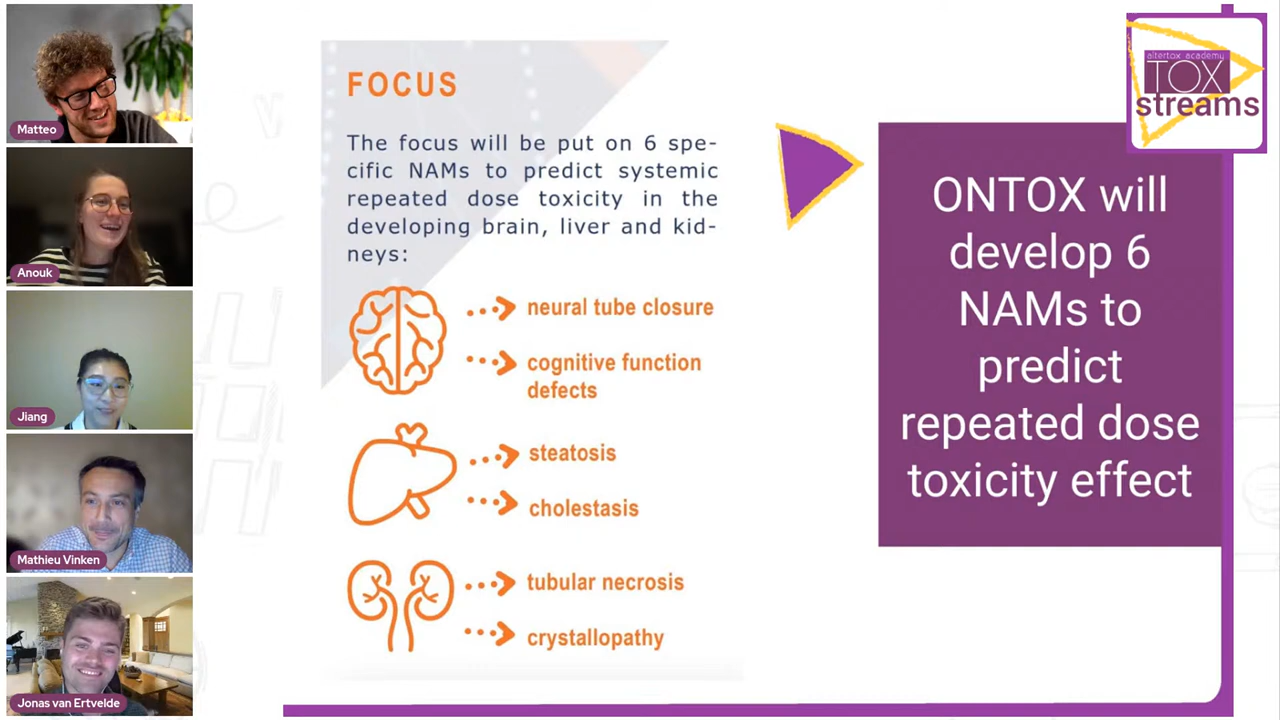 Matteo
Anouk
Jiang
Mathieu Vinken
Jonas van Ertvelde
FOCUS
The focus will be put on 6 spe-
cific NAMs to predict systemic
repeated dose toxicity in the
developing brain, liver and kid-
neys:
neural tube closure
cognitive function
defects
steatosis
cholestasis
tubular necrosis
crystallopathy
altertox academy
TOX
streams
ONTOX will
develop 6
NAMs to
predict
repeated dose
toxicity effect